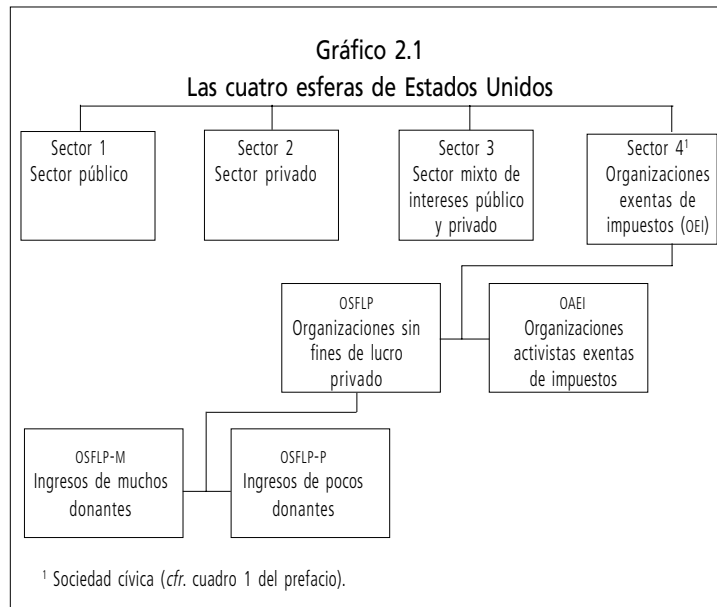 Gráfico 2.1
Las cuatro esferas de Estados Unidos
Sector 1
Sector público
Sector 2
Sector privado
Sector 3
Sector mixto de
intereses público
y privado
Sector 4¹
Organizaciones
exentas de
impuestos (OEI)
OSFLP
Organizaciones sin
fines de lucro
privado
OAEI
Organizaciones
activistas exentas
de impuestos
OSFLP-M
Ingresos de muchos
donantes
OSFLP-P
Ingresos de pocos
donantes
¹ Sociedad cívica (cfr. cuadro 1 del prefacio).